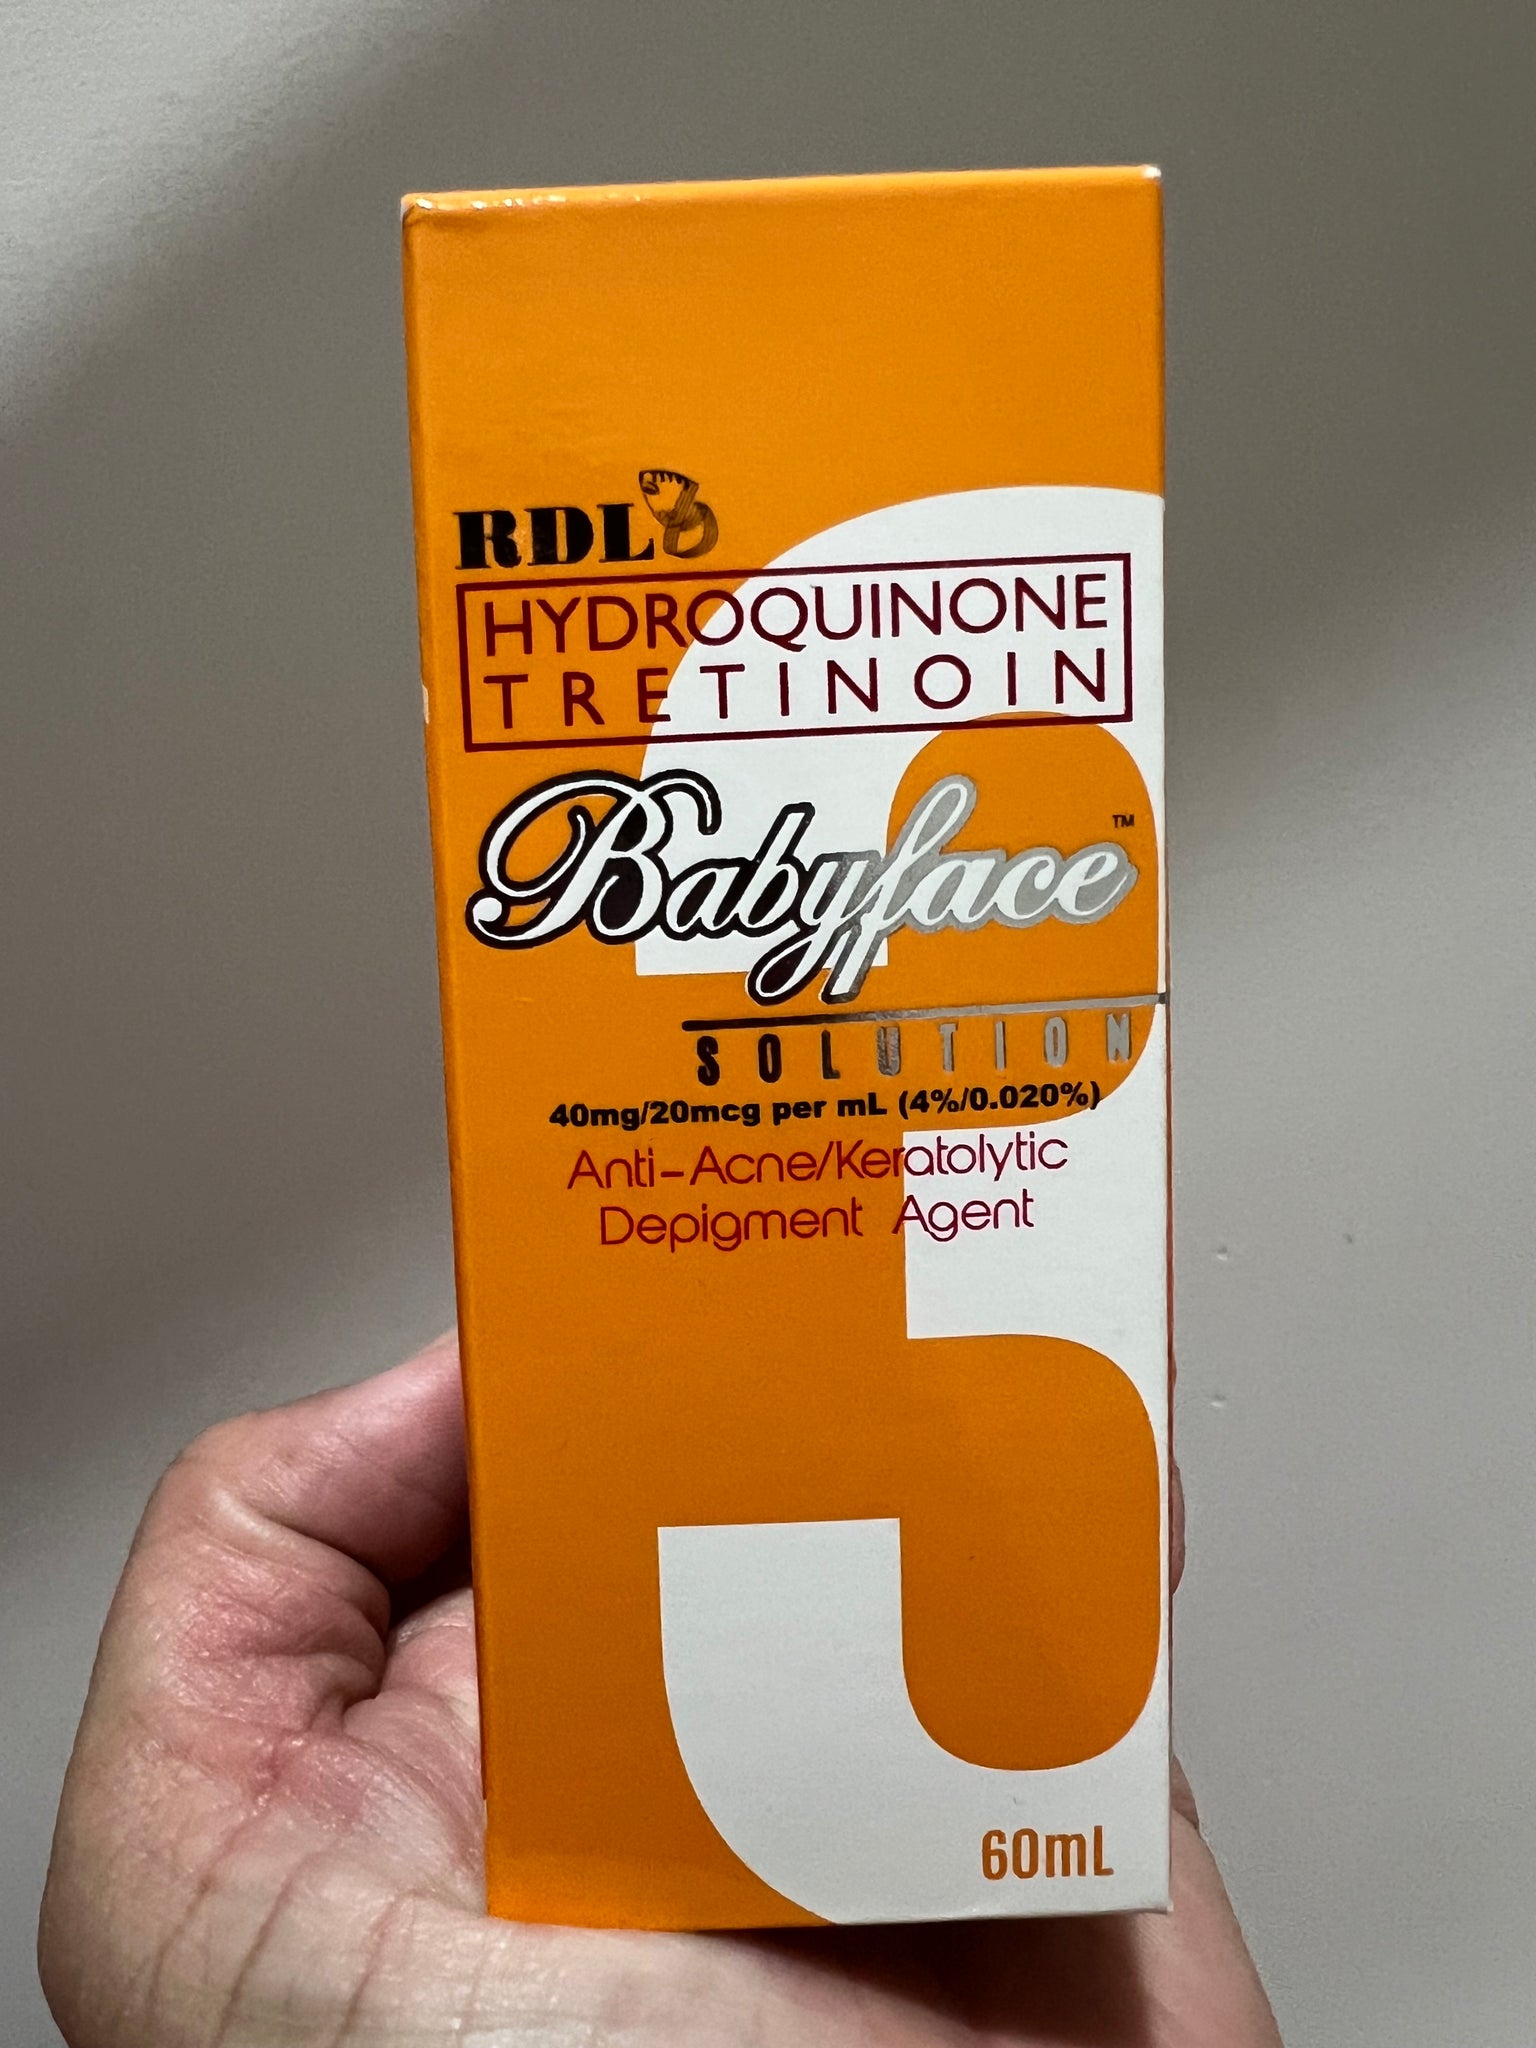 RDL
HYDROQUINONE
TRETINOIN
Babyface™
SOLUTION
40mg/20mcg per mL (4%/0.020%)
Anti-Acne/Keratolytic
Depigment Agent
60mL